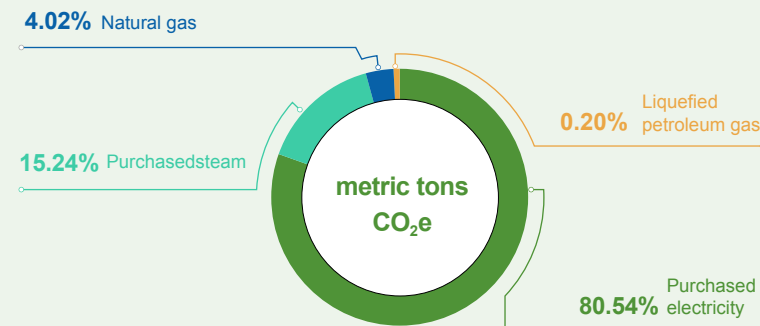 4.02% Natural gas
Liquefied
0.20% petroleum gas
15.24% Purchasedsteam
metric tons
CO₂e
Purchased
80.54% electricity